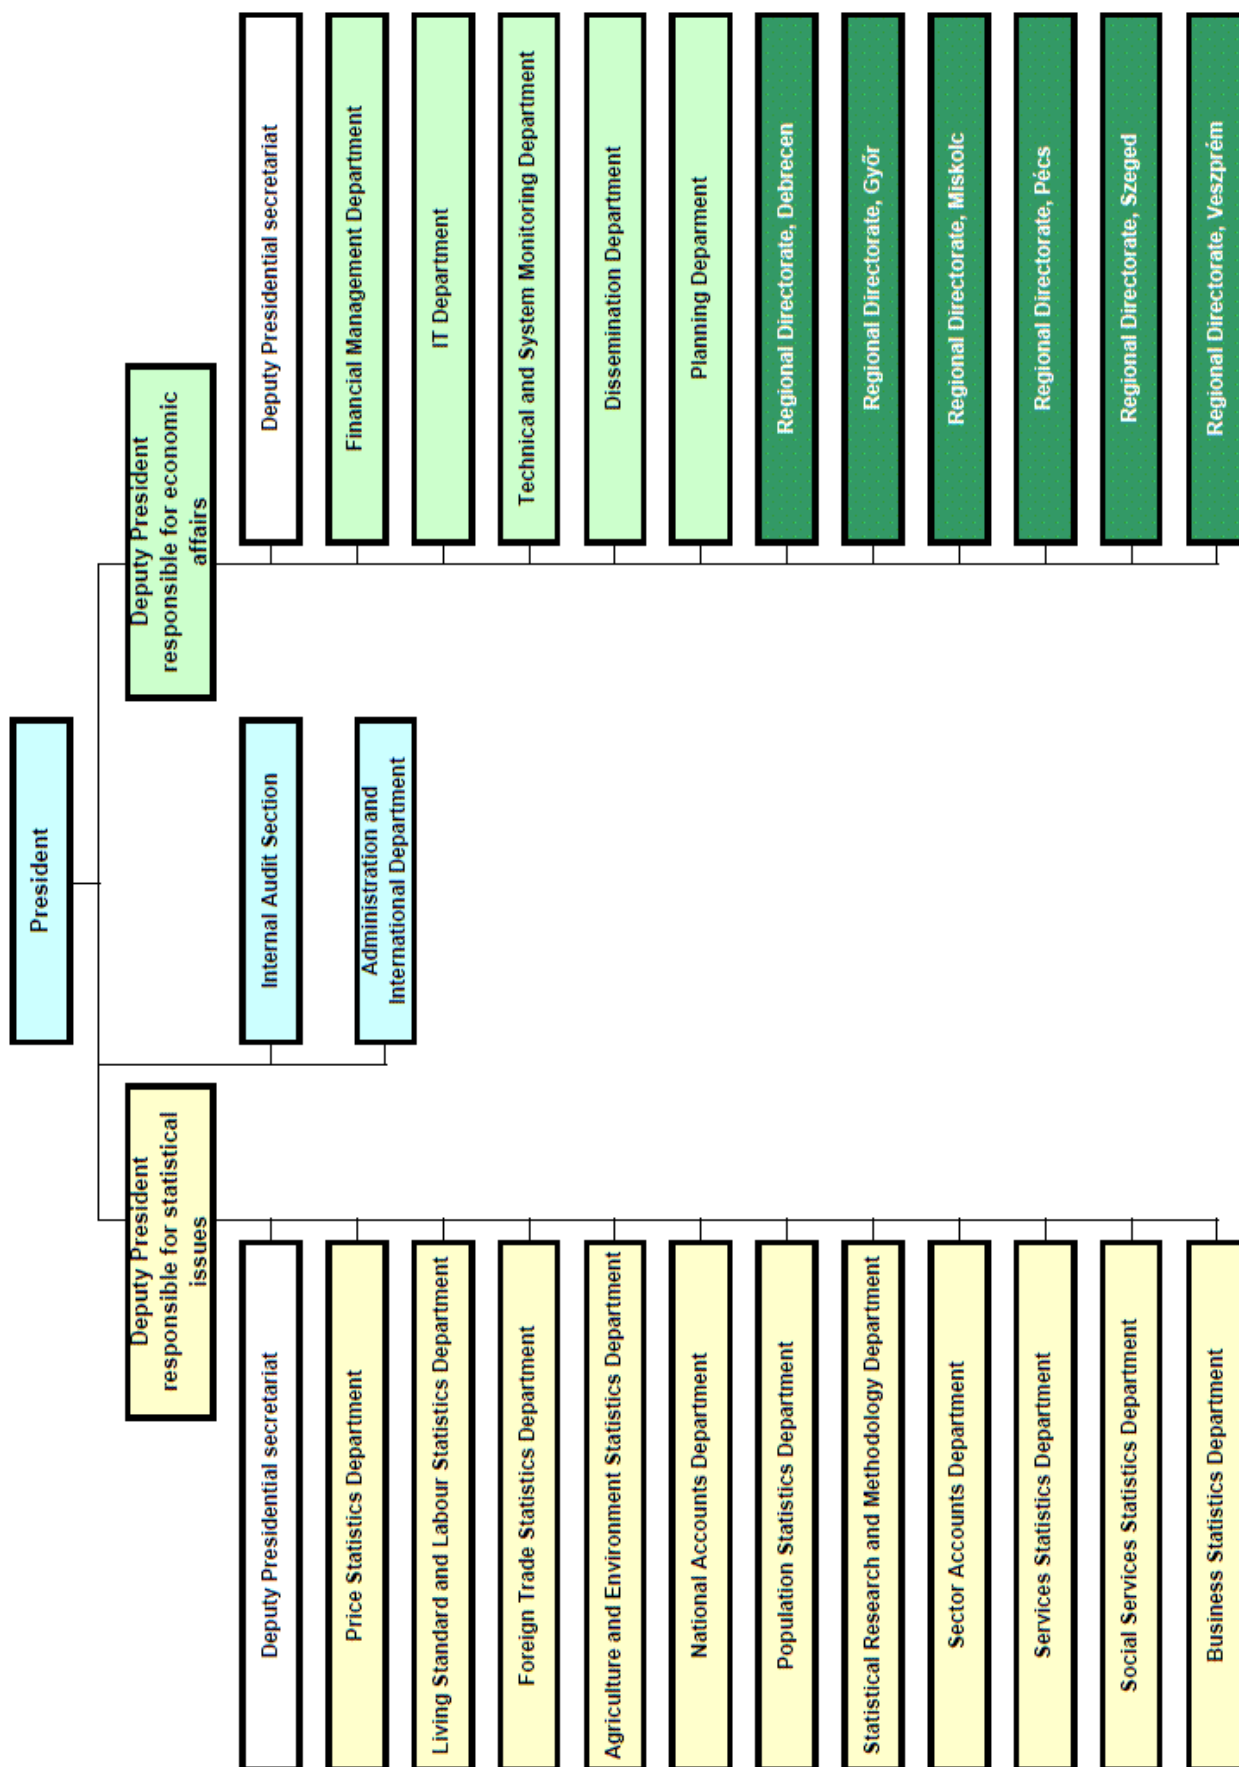 President
Deputy President
responsible for statistical
issues
Deputy President
responsible for economic
affairs
Internal Audit Section
Administration and
International Department
Deputy Presidential secretariat
Price Statistics Department
Living Standard and Labour Statistics Department
Foreign Trade Statistics Department
Agriculture and Environment Statistics Department
National Accounts Department
Population Statistics Department
Statistical Research and Methodology Department
Sector Accounts Department
Services Statistics Department
Social Services Statistics Department
Business Statistics Department
Deputy Presidential secretariat
Financial Management Department
IT Department
Technical and System Monitoring Department
Dissemination Department
Planning Deparment
Regional Directorate, Debrecen
Regional Directorate, Győr
Regional Directorate, Miskolc
Regional Directorate, Pécs
Regional Directorate, Szeged
Regional Directorate, Veszprém